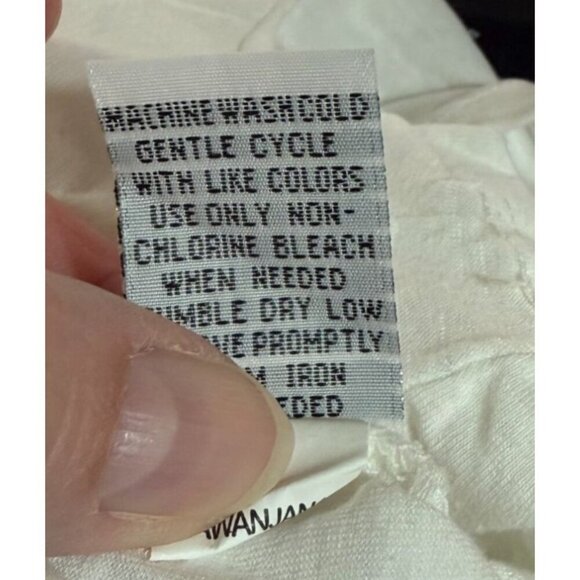 MACHINE WASH COLD
GENTLE CYCLE
WITH LIKE COLORS
USE ONLY NON-
CHLORINE BLEACH
WHEN NEEDED
TUMBLE DRY LOW
PROMPTLY
IRON